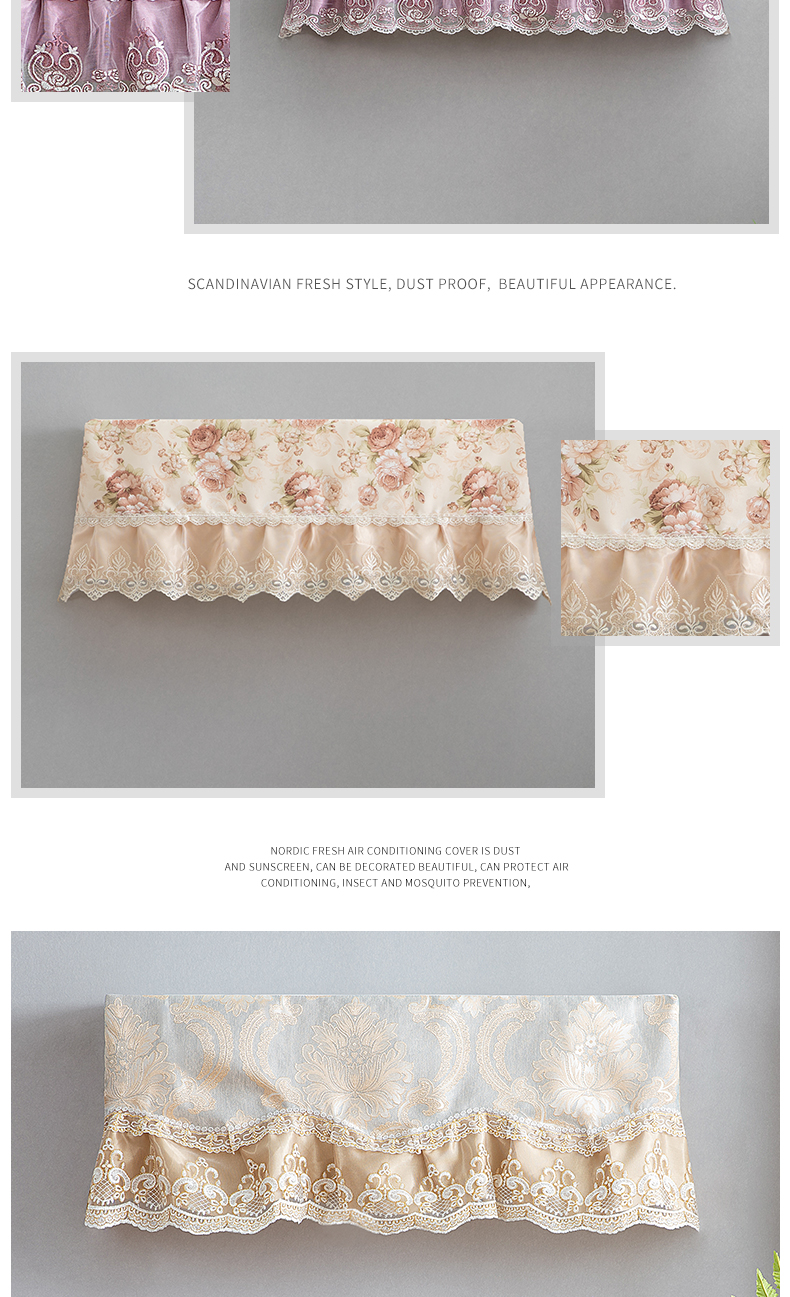 SCANDINAVIAN FRESH STYLE, DUST PROOF, BEAUTIFUL APPEARANCE.
NORDIC FRESH AIR CONDITIONING COVER IS DUST
AND SUNSCREEN, CAN BE DECORATED BEAUTIFUL, CAN PROTECT AIR
CONDITIONING, INSECT AND MOSQUITO PREVENTION,